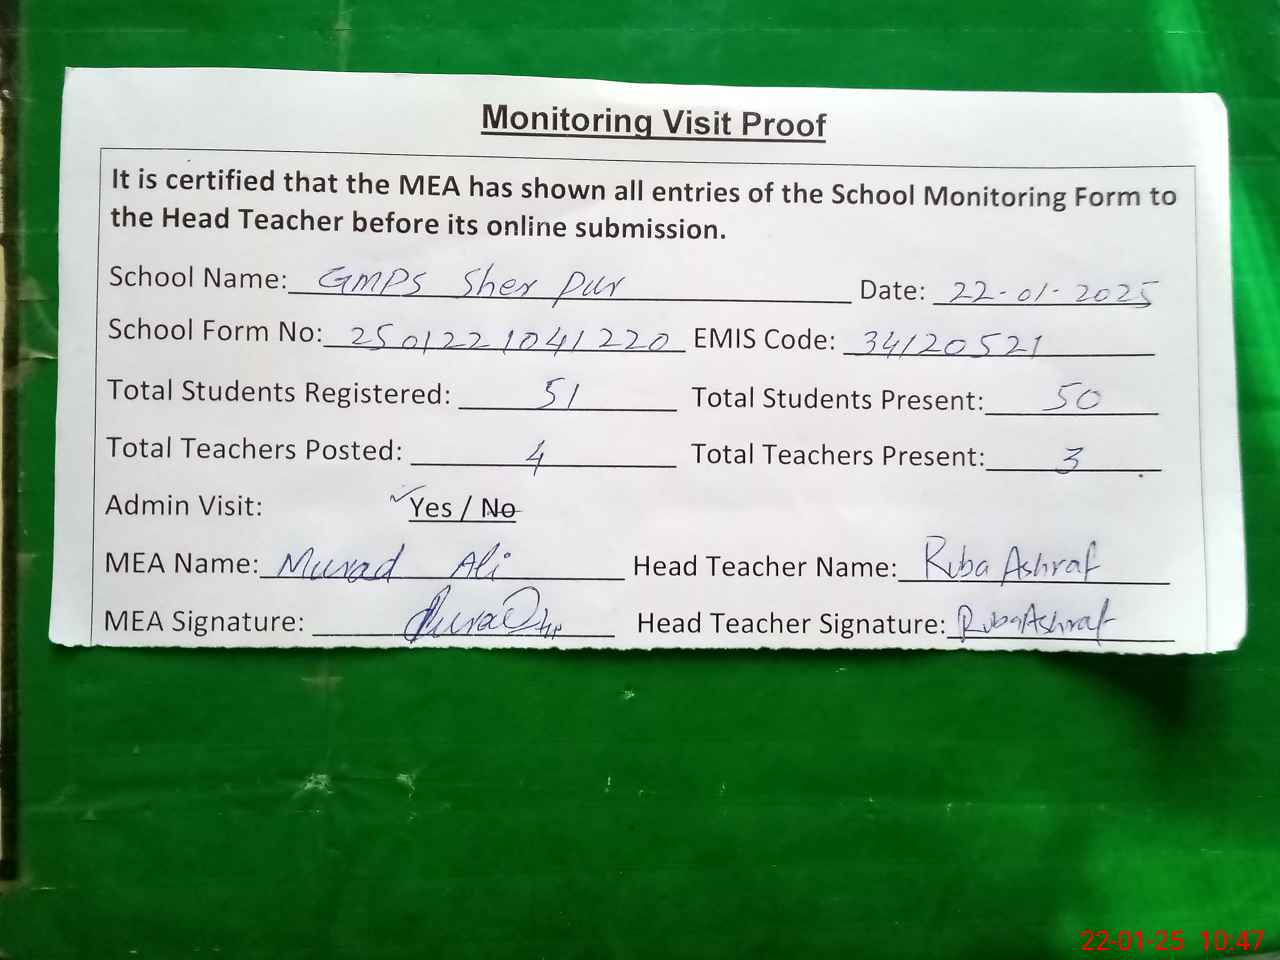 Monitoring Visit Proof
It is certified that the MEA has shown all entries of the School Monitoring Form to
the Head Teacher before its online submission.
School Name: GMPS Sher Pur Date: 22-01-2025
School Form No: 2501221041220 EMIS Code: 34120521
Total Students Registered: 51 Total Students Present: 50
Total Teachers Posted: 4 Total Teachers Present: 3
Admin Visit: ✓Yes / No
MEA Name: Murad Ali Head Teacher Name: Ruba Ashraf
MEA Signature: Murad Ali Head Teacher Signature: Ruba Ashraf
22-01-25 10:47